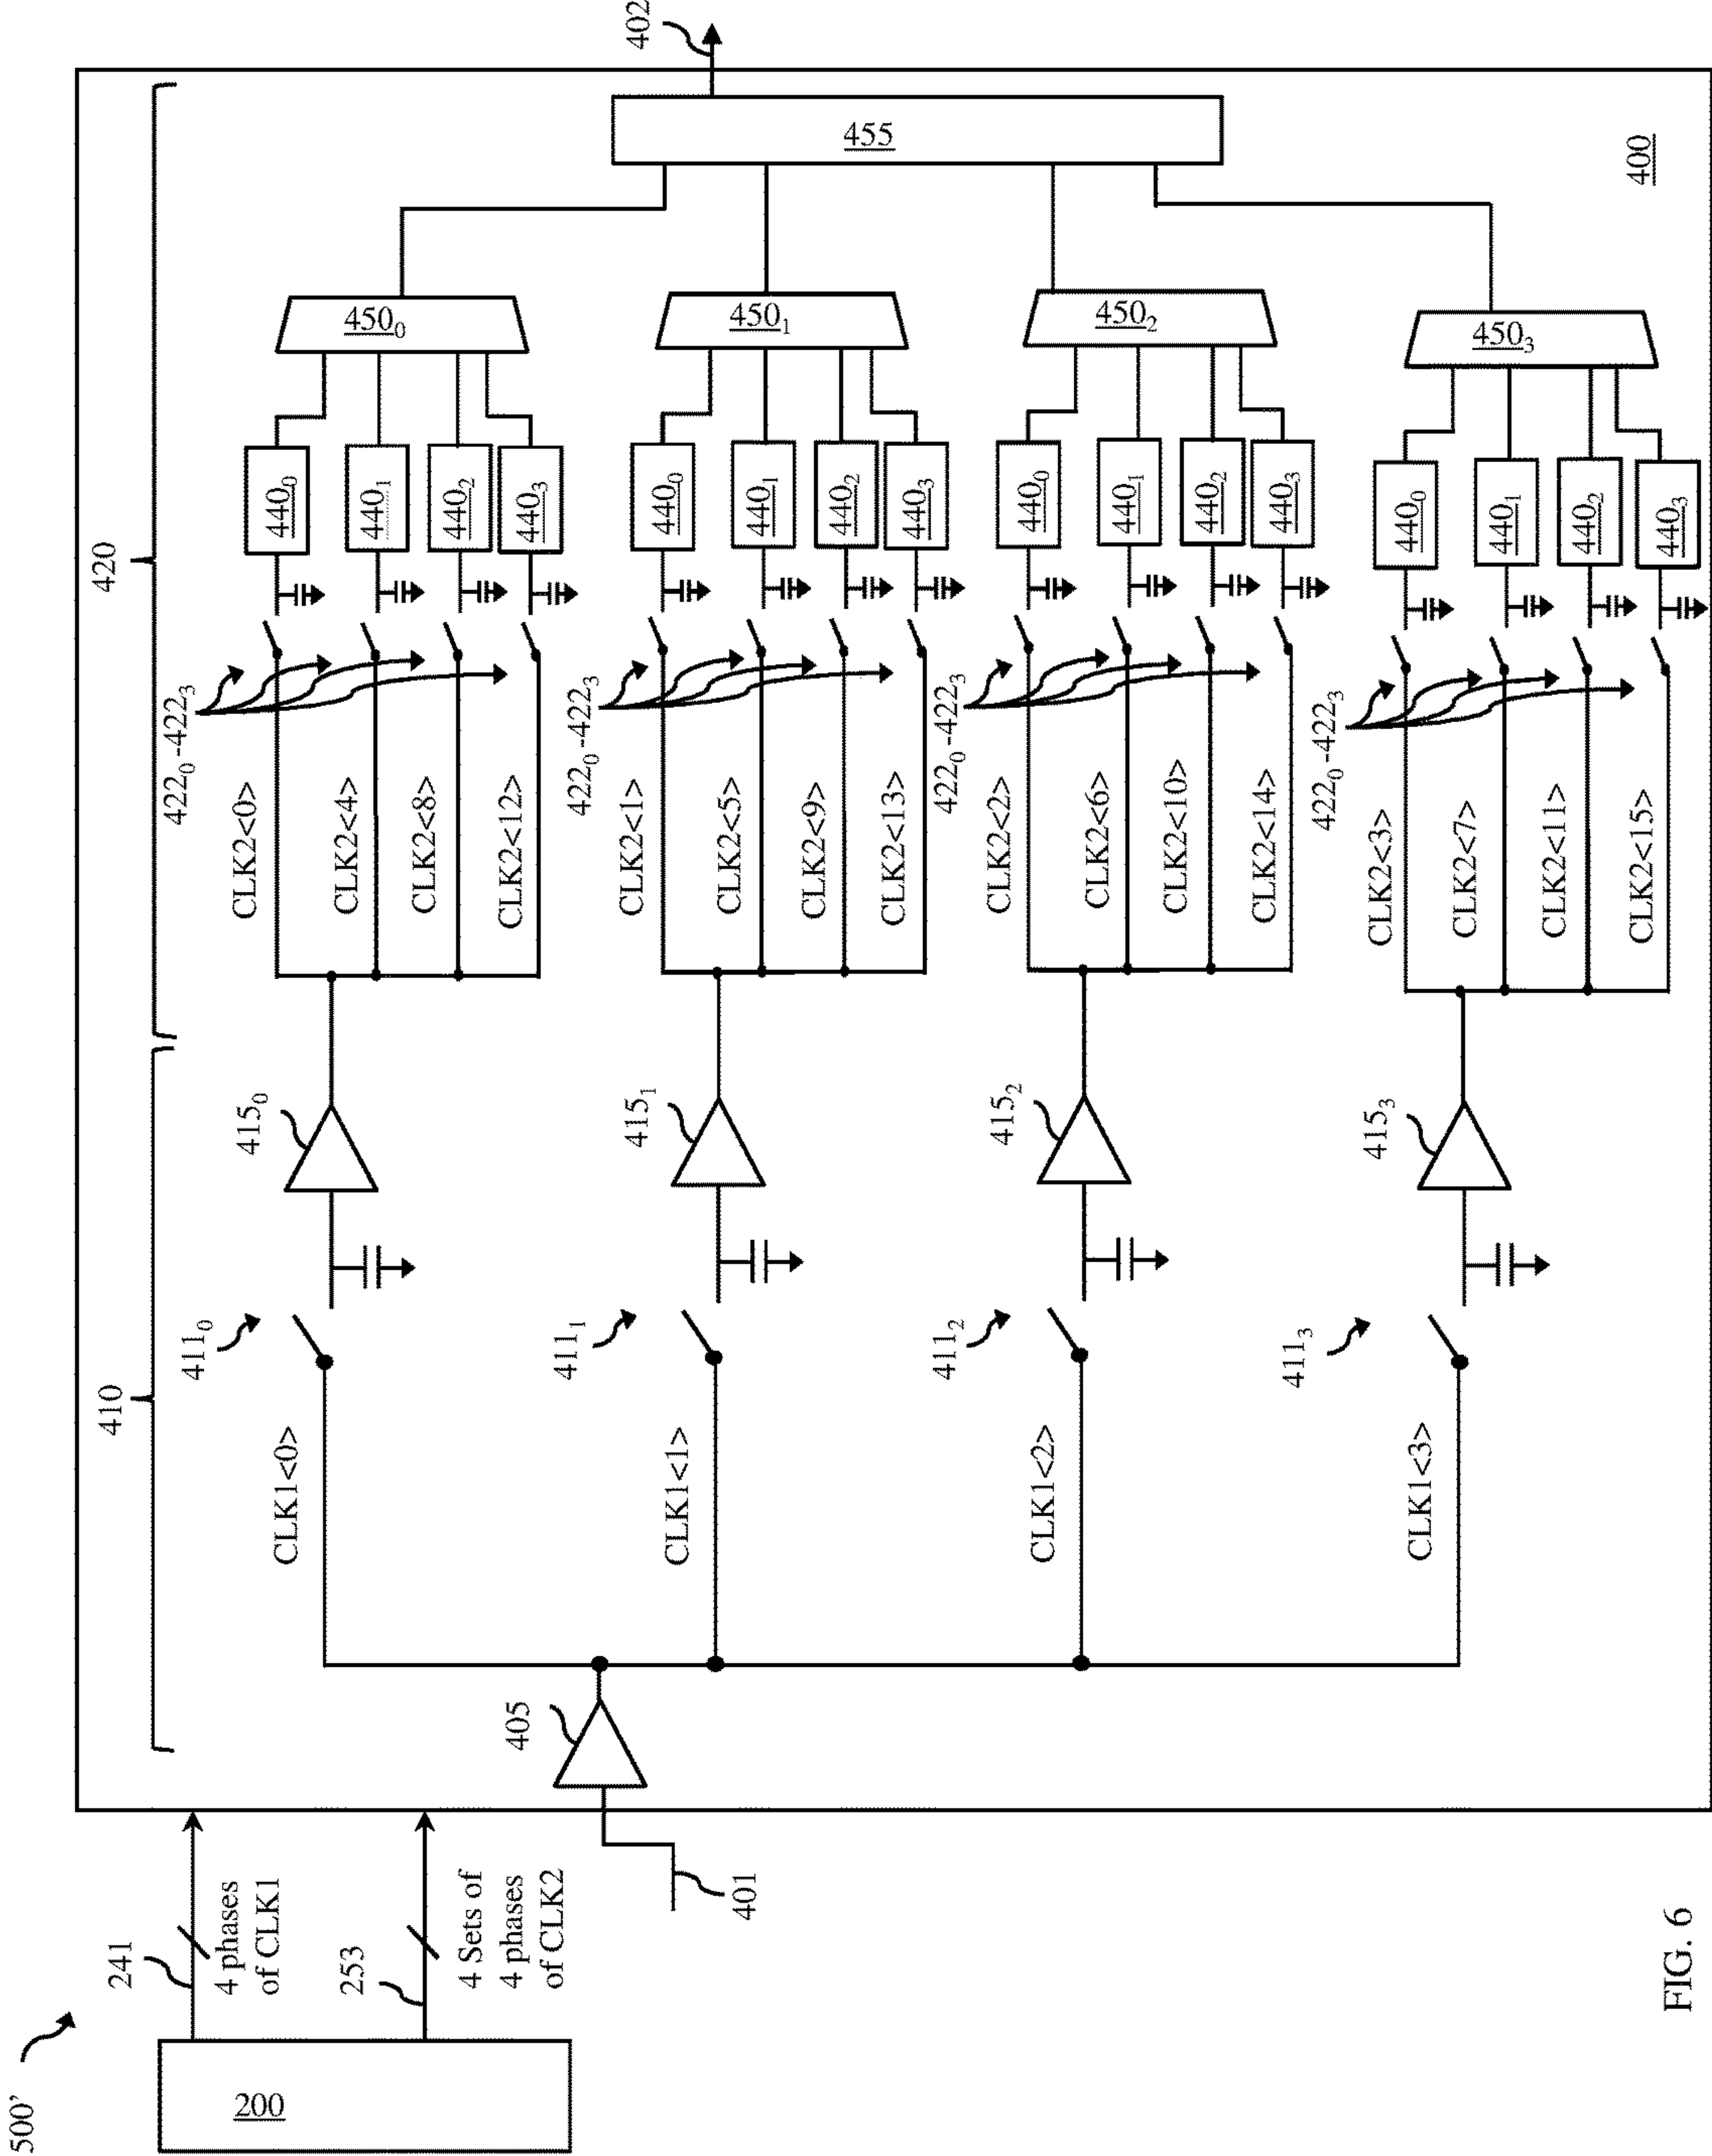 500'
200
241
4 phases
of CLK1
253
4 Sets of
4 phases
of CLK2
401
405
410
420
CLK1<0>
411₀
415₀
CLK2<0>
CLK2<4>
CLK2<8>
CLK2<12>
422₀-422₃
440₀
440₁
440₂
440₃
450₀
CLK1<1>
411₁
415₁
CLK2<1>
CLK2<5>
CLK2<9>
CLK2<13>
422₀-422₃
440₀
440₁
440₂
440₃
450₁
CLK1<2>
411₂
415₂
CLK2<2>
CLK2<6>
CLK2<10>
CLK2<14>
422₀-422₃
440₀
440₁
440₂
440₃
450₂
CLK1<3>
411₃
415₃
CLK2<3>
CLK2<7>
CLK2<11>
CLK2<15>
422₀-422₃
440₀
440₁
440₂
440₃
450₃
455
402
400
FIG. 6